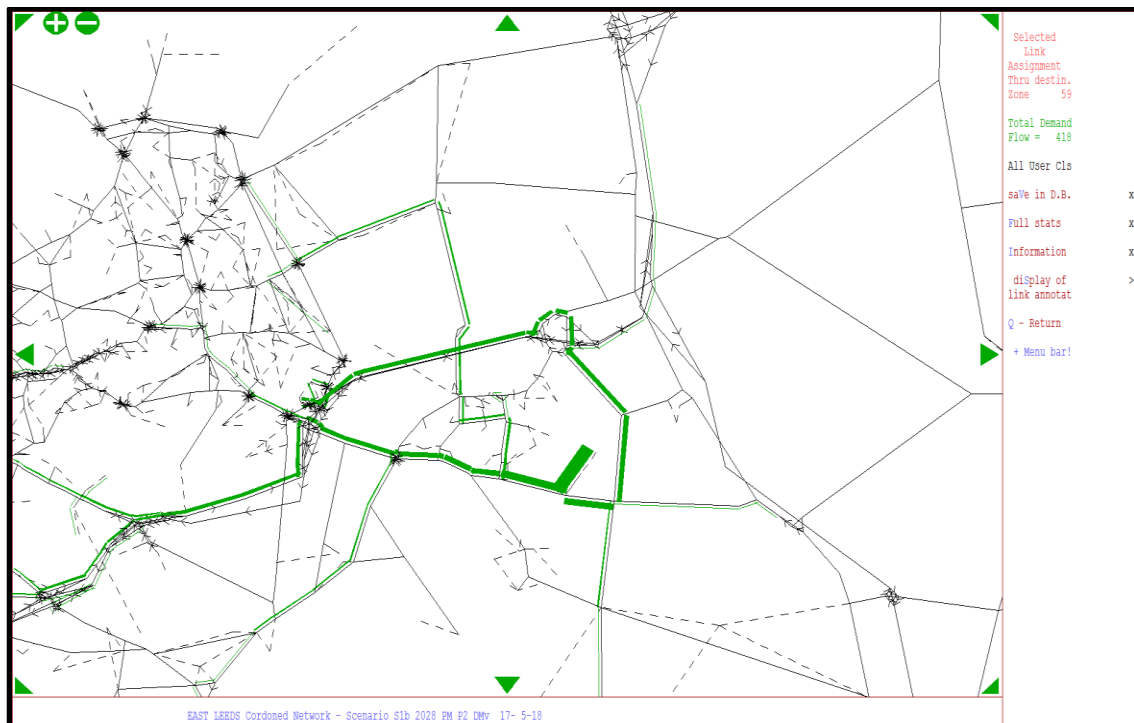 Selected
Link
Assignment
Thru destin.
Zone 59
Total Demand
Flow = 418
All User Cls
saVe in D.B. x
Full stats x
Information x
diSplay of >
link annotat
Q - Return
+ Menu bar!
EAST LEEDS Cordoned Network - Scenario S1b 2028 PM P2 DMv 17- 5-18